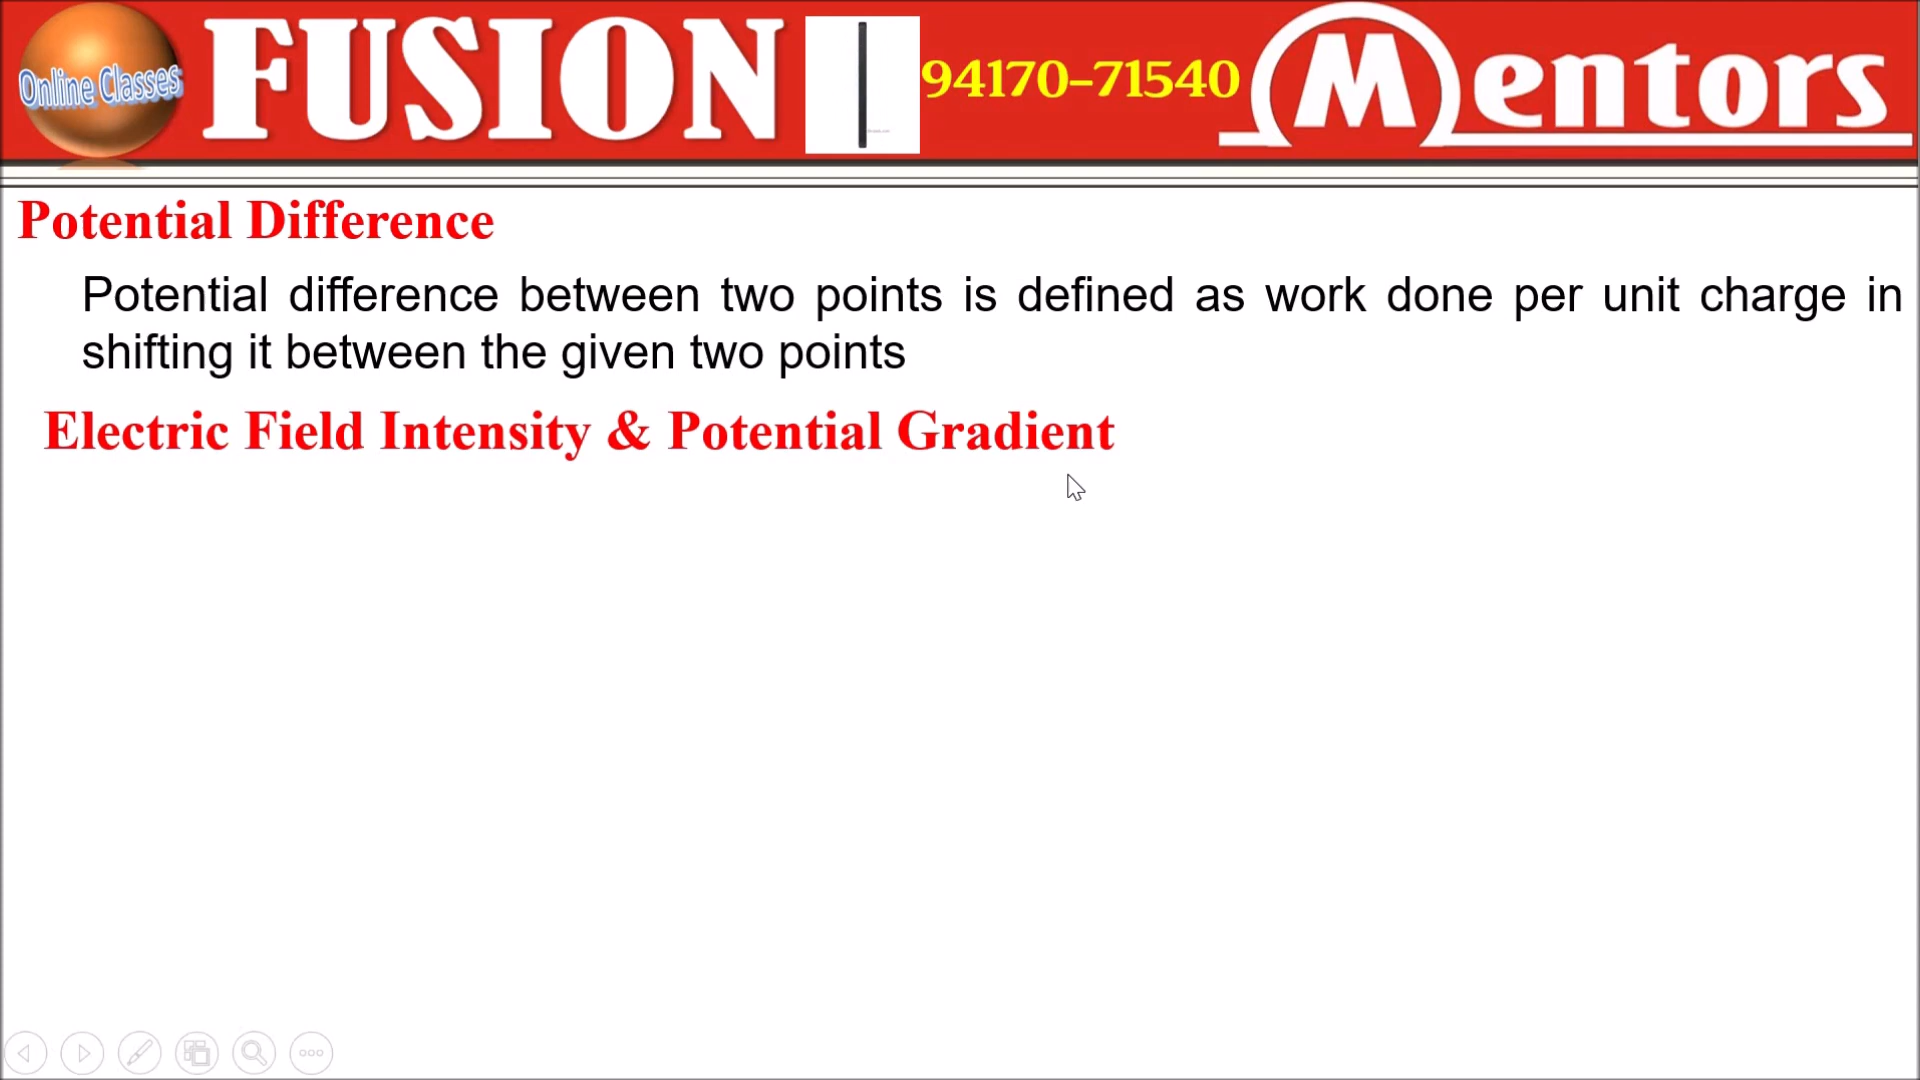 Online Classes
FUSION
94170-71540
Mentors
Potential Difference
Potential difference between two points is defined as work done per unit charge in
shifting it between the given two points
Electric Field Intensity & Potential Gradient